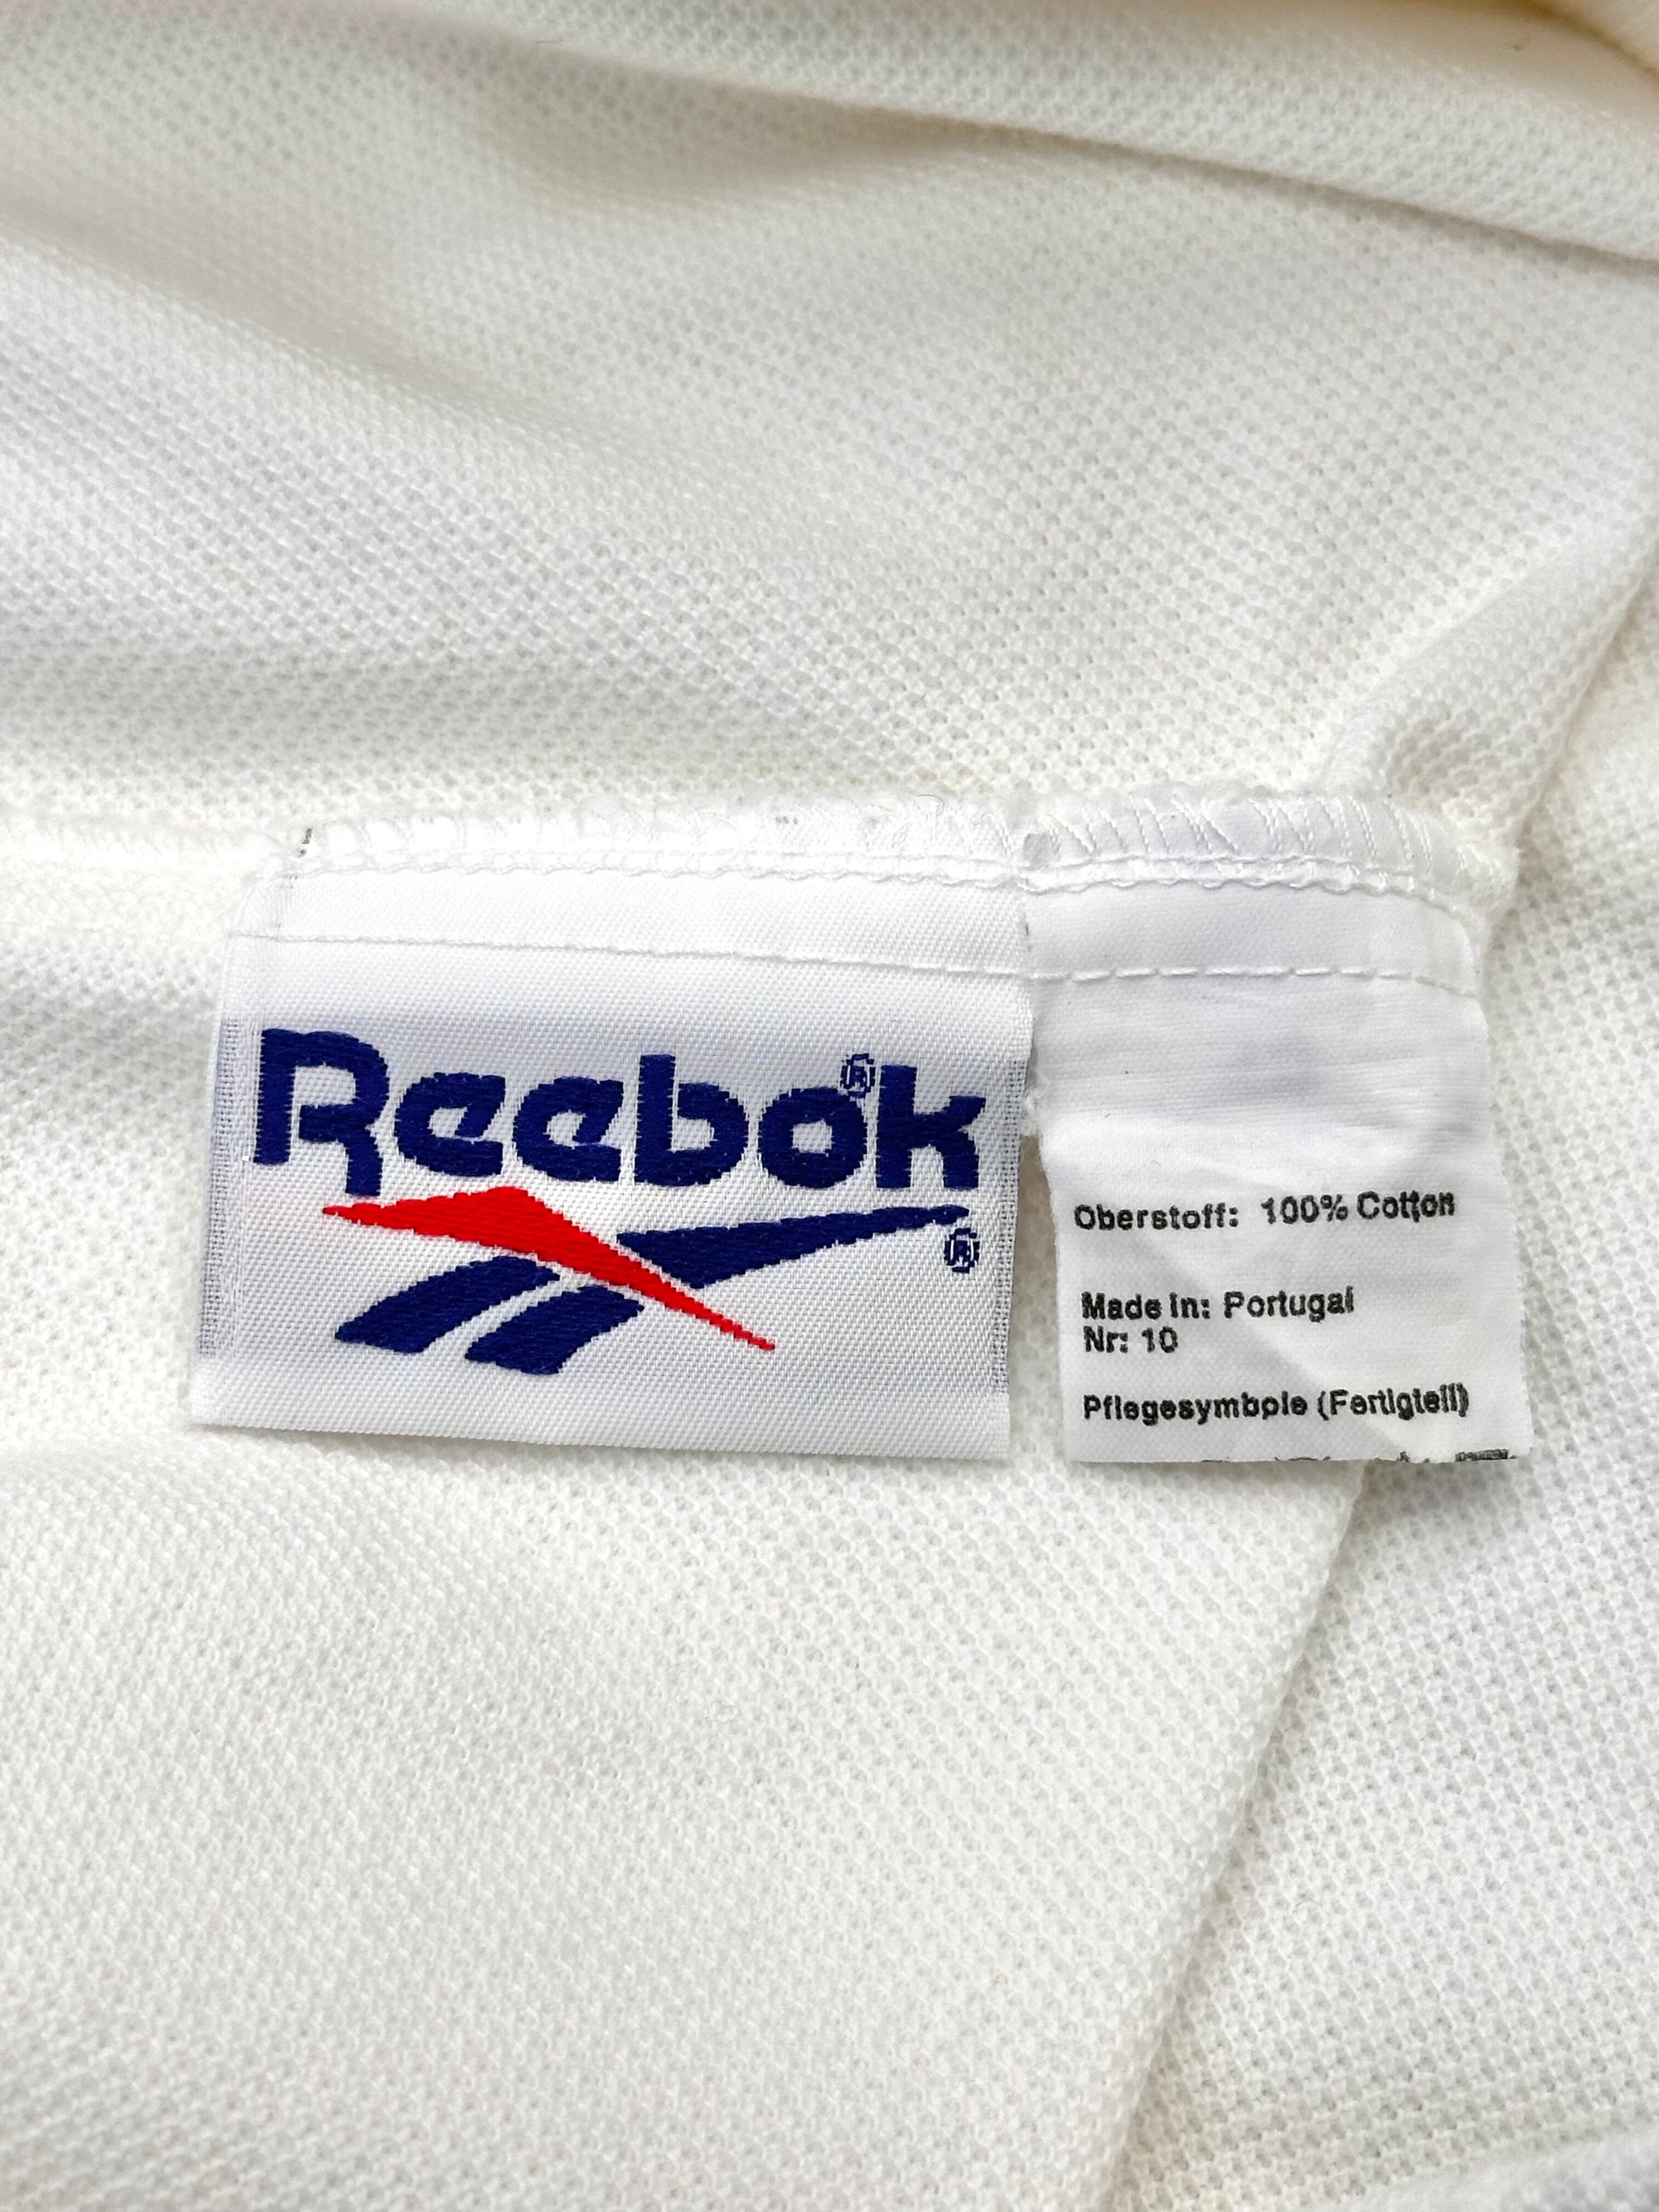 Reebok®
®
Oberstoff: 100% Cotton
Made in: Portugal
Nr: 10
Pflegesymbole (Fertigteil)